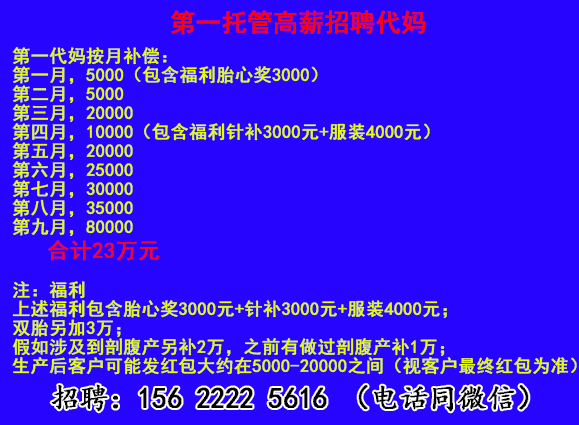 第一托管高薪招聘代妈
第一代妈按月补偿：
第一月，5000（包含福利胎心奖3000）
第二月，5000
第三月，20000
第四月，10000（包含福利针补3000元+服装4000元）
第五月，20000
第六月，25000
第七月，30000
第八月，35000
第九月，80000
合计23万元
注：福利
上述福利包含胎心奖3000元+针补3000元+服装4000元；
双胎另加3万；
假如涉及到剖腹产另补2万，之前有做过剖腹产补1万；
生产后客户可能发红包大约在5000-20000之间（视客户最终红包为准）
招聘：156 2222 5616 （电话同微信）